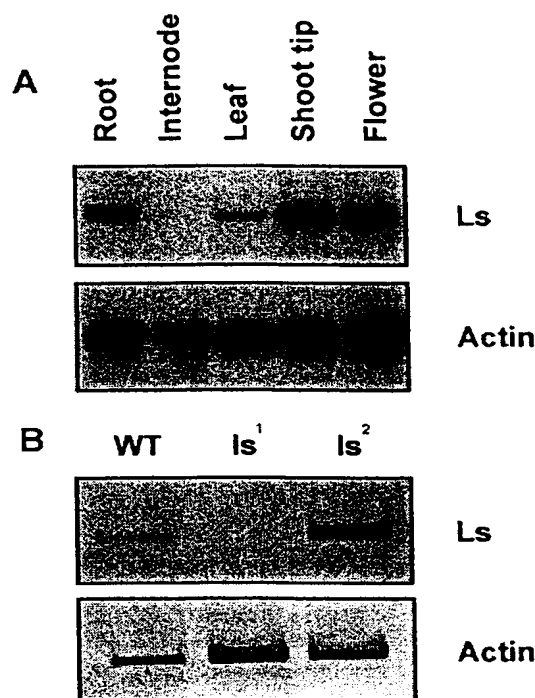 A
Root
Internode
Leaf
Shoot tip
Flower
Ls
Actin
B
WT ls¹ ls²
Ls
Actin